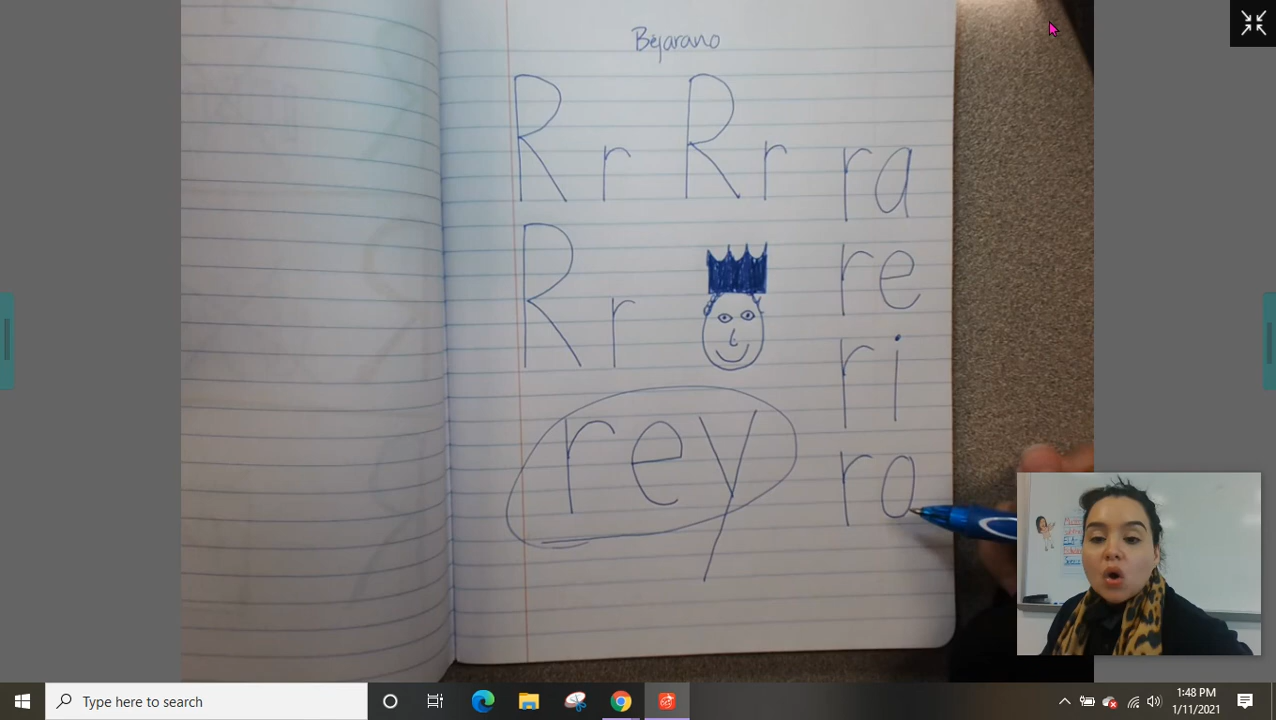 Bejarano
R r R r ra
re
R r
ri
rey
ro
Type here to search
1:48 PM
1/11/2021